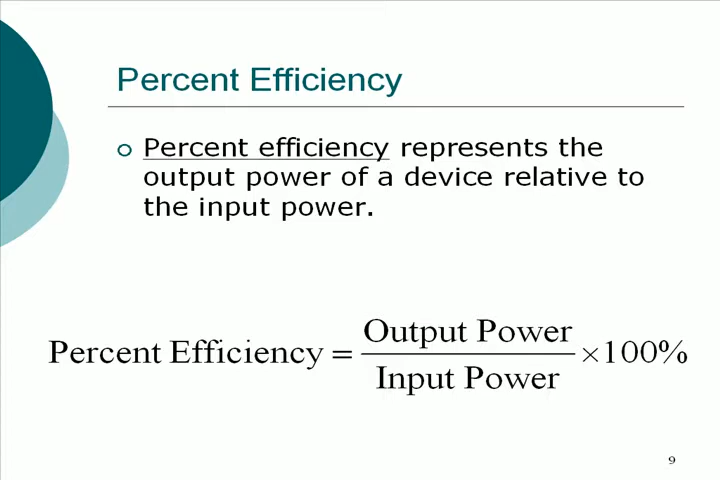 Percent Efficiency
Percent efficiency represents the
output power of a device relative to
the input power.
Percent Efficiency = Output Power / Input Power ×100%
9